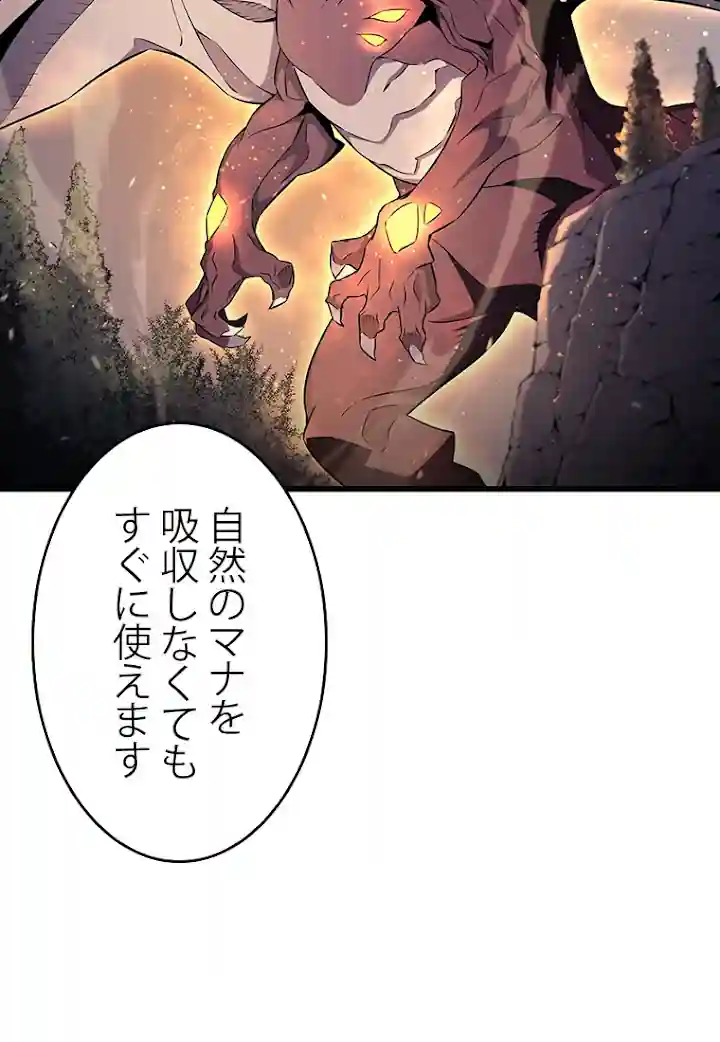 自然のマナを
吸収しなくても
すぐに使えます